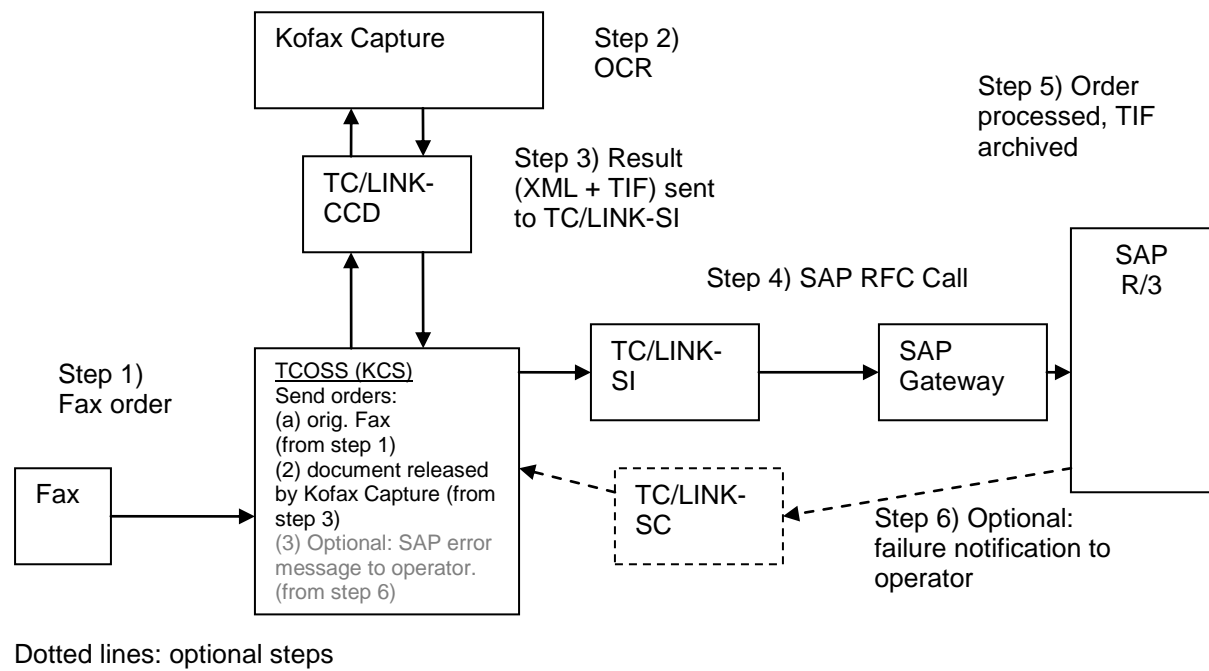 Kofax Capture
Step 2)
OCR
Step 5) Order
processed, TIF
archived
TC/LINK-
CCD
Step 3) Result
(XML + TIF) sent
to TC/LINK-SI
SAP
R/3
Step 4) SAP RFC Call
Step 1)
Fax order
TCOSS (KCS)
Send orders:
(a) orig. Fax
(from step 1)
(2) document released
by Kofax Capture (from
step 3)
(3) Optional: SAP error
message to operator.
(from step 6)
TC/LINK-
SI
SAP
Gateway
Fax
TC/LINK-
SC
Step 6) Optional:
failure notification to
operator
Dotted lines: optional steps